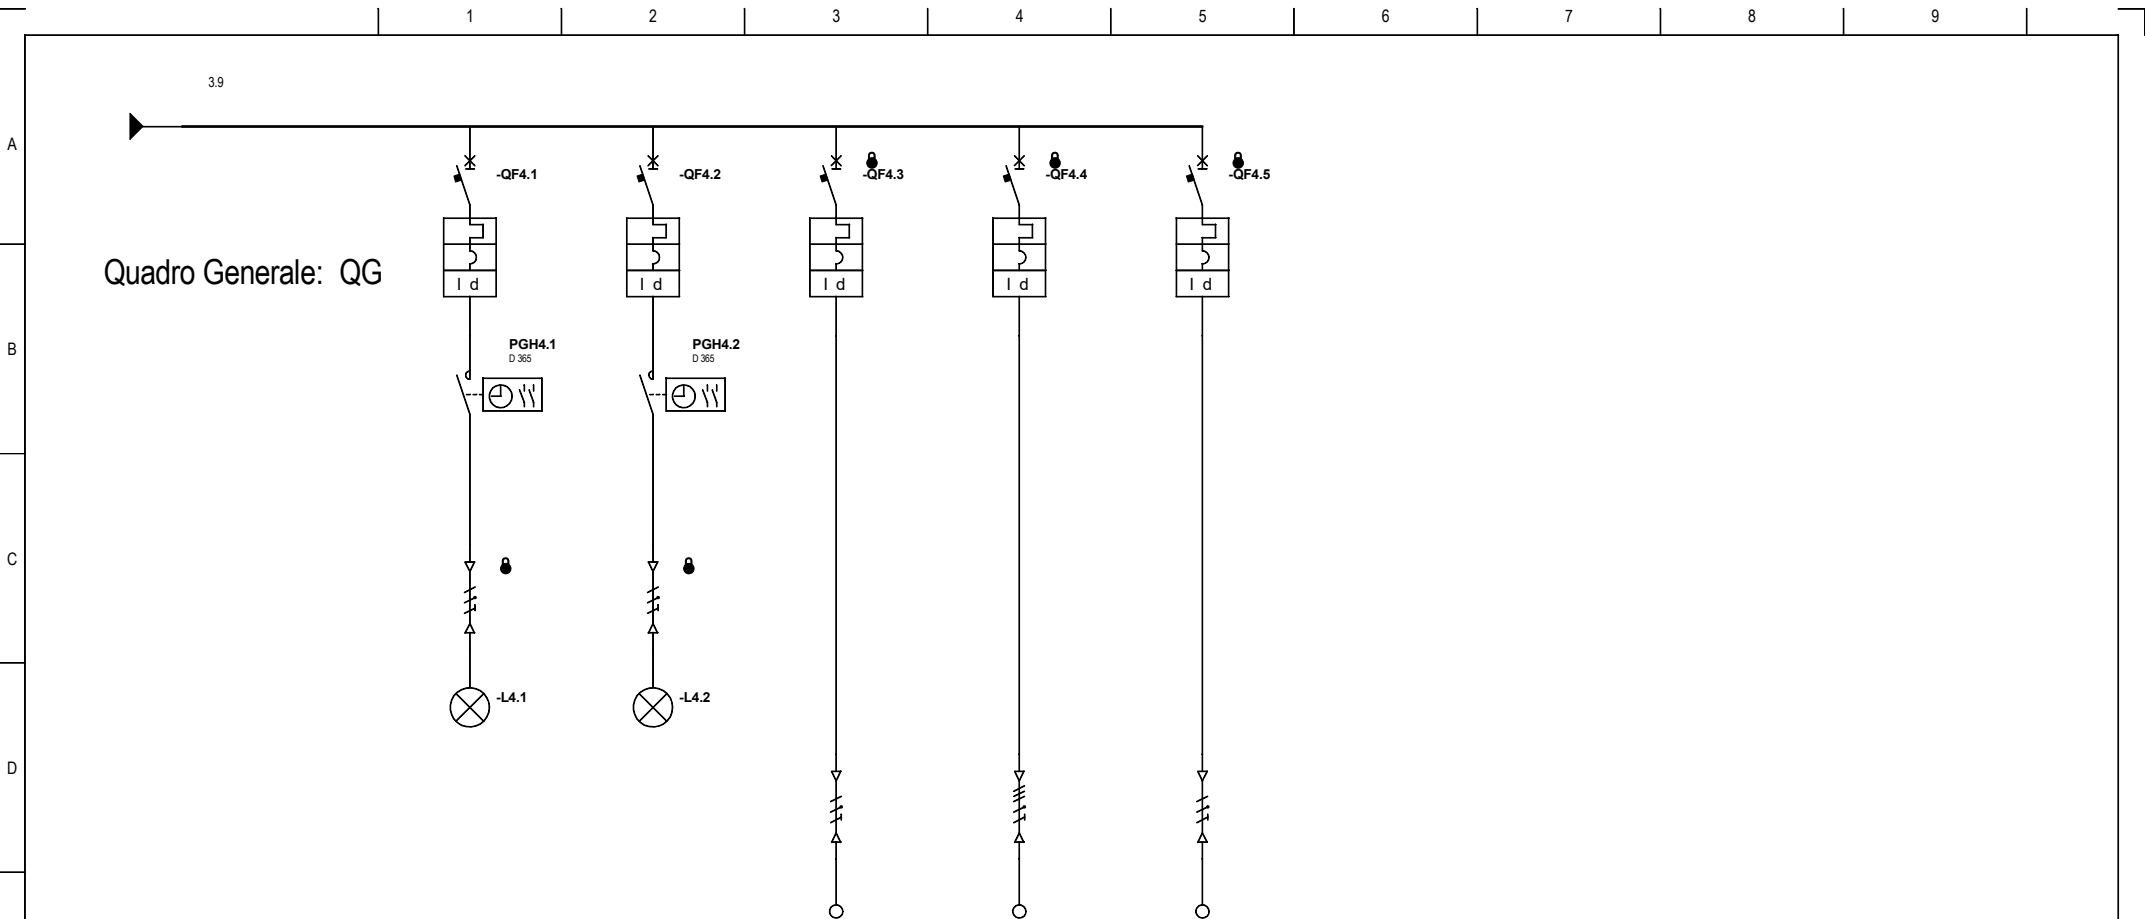 1 2 3 4 5 6 7 8 9
3.9
A
-QF4.1 -QF4.2 -QF4.3 -QF4.4 -QF4.5
Quadro Generale: QG
I d I d I d I d I d
B
PGH4.1 PGH4.2
D 365 D 365
C
-L4.1 -L4.2
D